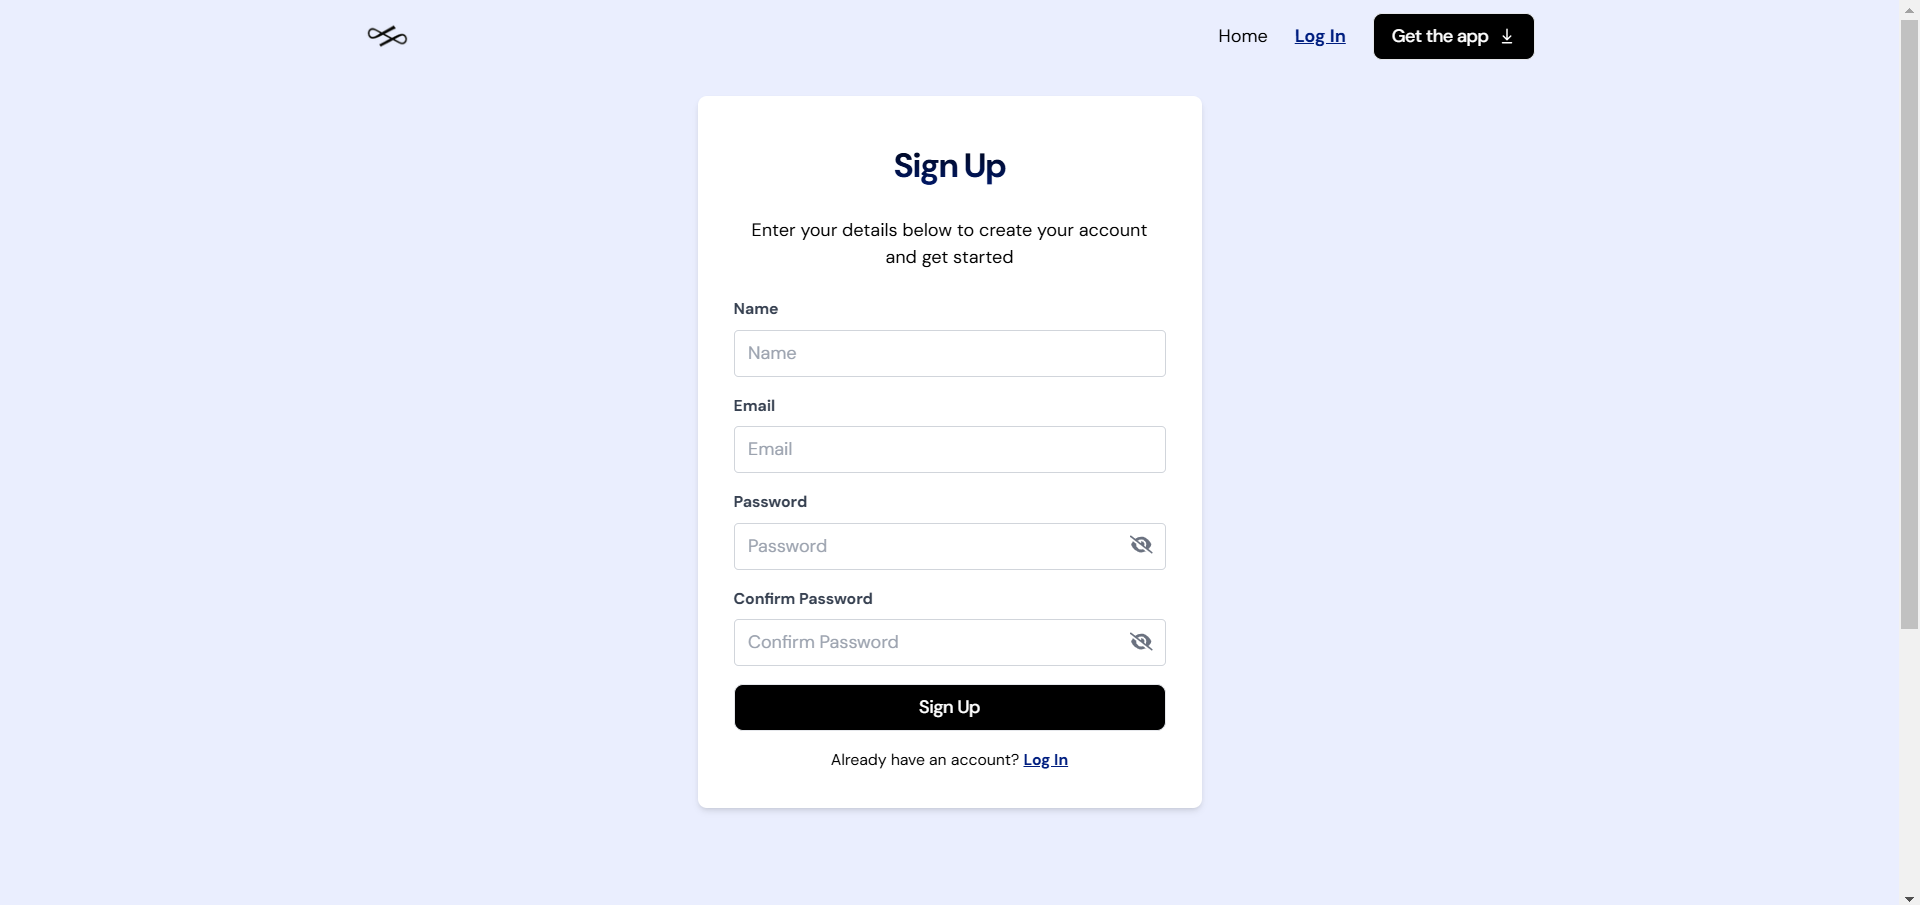 Home
Log In
Get the app
Sign Up
Enter your details below to create your account
and get started
Name
Name
Email
Email
Password
Password
Confirm Password
Confirm Password
Sign Up
Already have an account? Log In